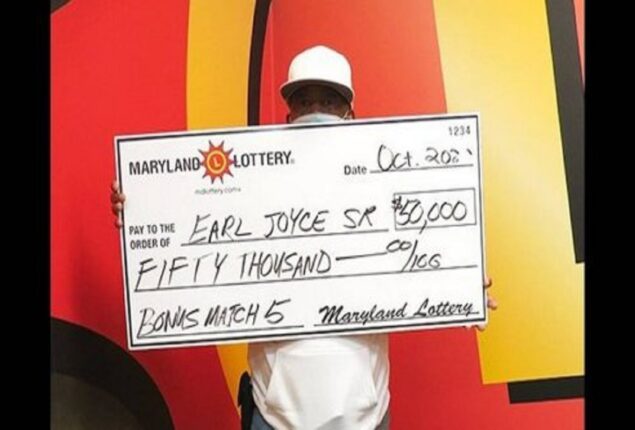 1234
MARYLAND LOTTERY®
mdlottery.com
Date Oct.
PAY TO THE
ORDER OF EARL JOYCE SR $50,000
FIFTY THOUSAND 00/100
BONUS MATCH 5 Maryland Lottery